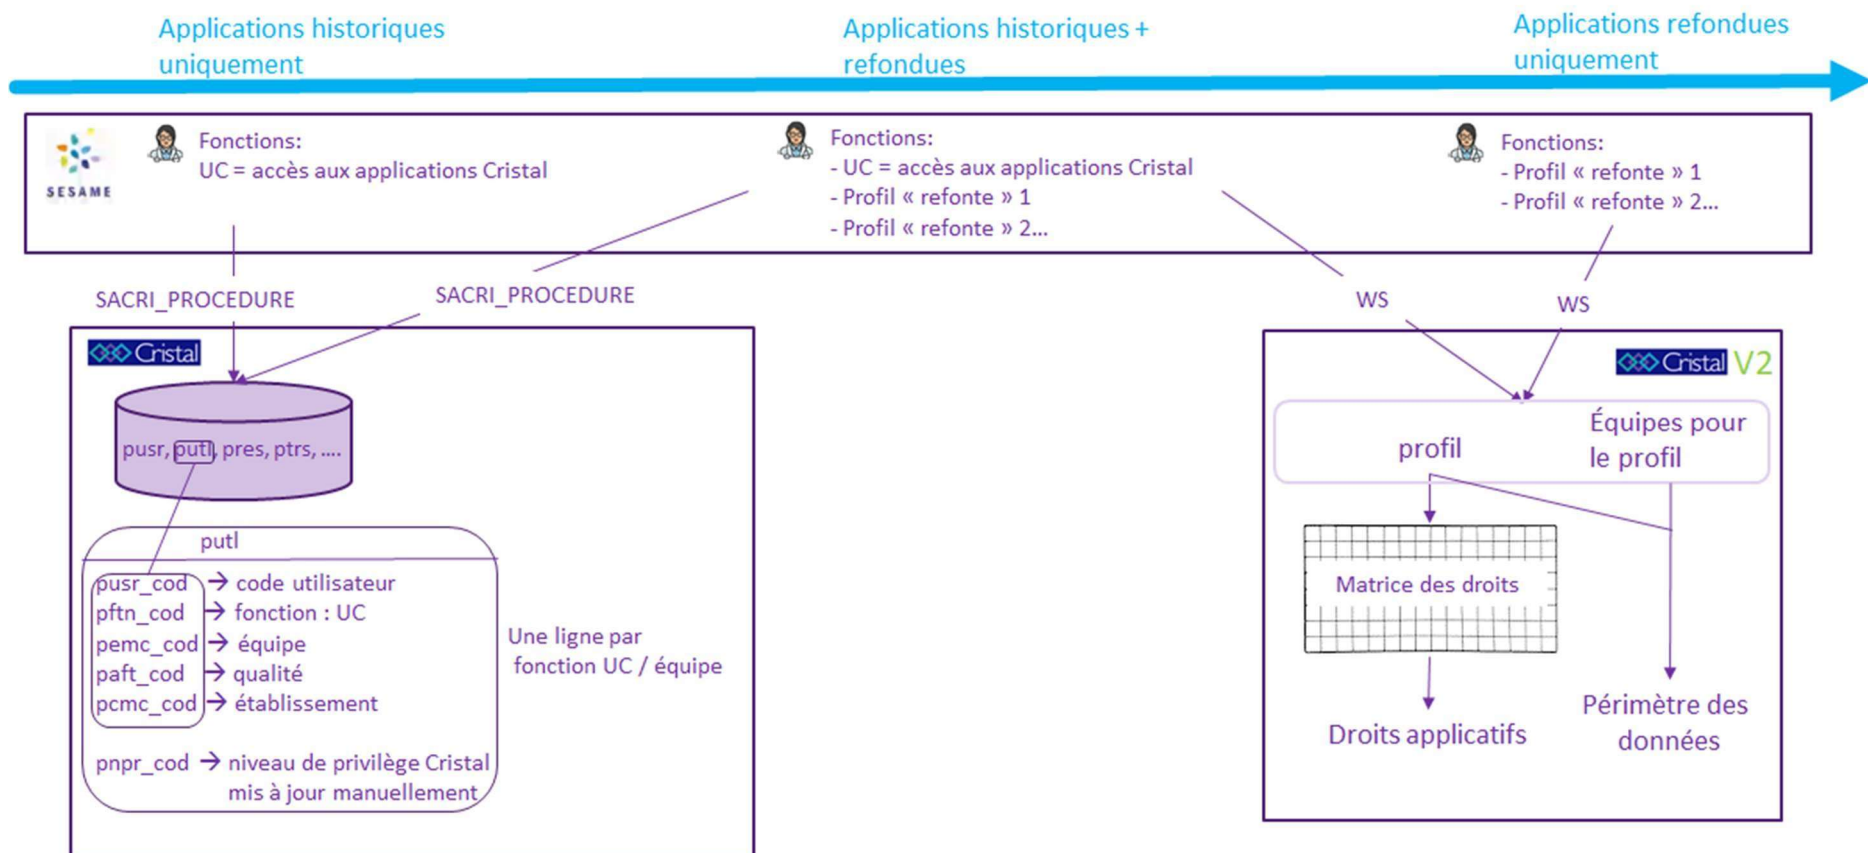 Applications historiques
uniquement
Applications historiques +
refondues
Applications refondues
uniquement
SESAME
Fonctions:
UC = accès aux applications Cristal
Fonctions:
- UC = accès aux applications Cristal
- Profil « refonte » 1
- Profil « refonte » 2...
Fonctions:
- Profil « refonte » 1
- Profil « refonte » 2...
SACRI_PROCEDURE
SACRI_PROCEDURE
WS
WS
Cristal
pusr, putl, pres, ptrs, ....
putl
pusr_cod → code utilisateur
pftn_cod → fonction : UC
pemc_cod → équipe
paft_cod → qualité
pcmc_cod → établissement
pnpr_cod → niveau de privilège Cristal
mis à jour manuellement
Une ligne par
fonction UC / équipe
Cristal V2
profil
Équipes pour
le profil
Matrice des droits
Droits applicatifs
Périmètre des
données